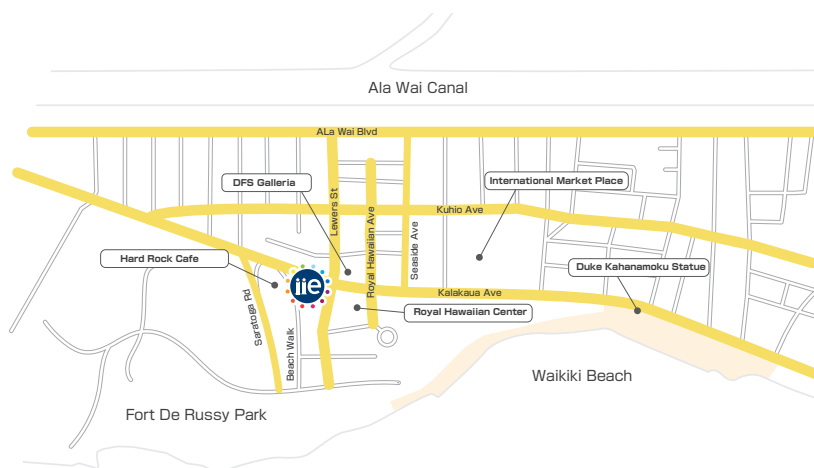 Ala Wai Canal
ALa Wai Blvd
DFS Galleria
International Market Place
Lewers St
Royal Hawaiian Ave
Kuhio Ave
Seaside Ave
Hard Rock Cafe
Duke Kahanamoku Statue
iie
Kalakaua Ave
Saratoga Rd
Royal Hawaiian Center
Beach Walk
Waikiki Beach
Fort De Russy Park